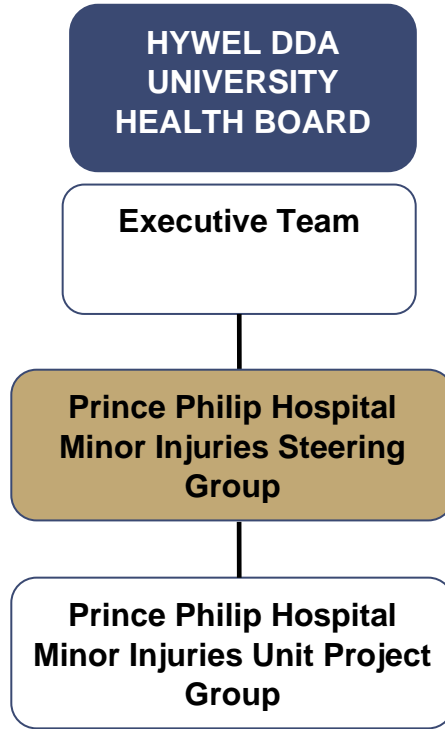 HYWEL DDA
UNIVERSITY
HEALTH BOARD
Executive Team
Prince Philip Hospital
Minor Injuries Steering
Group
Prince Philip Hospital
Minor Injuries Unit Project
Group